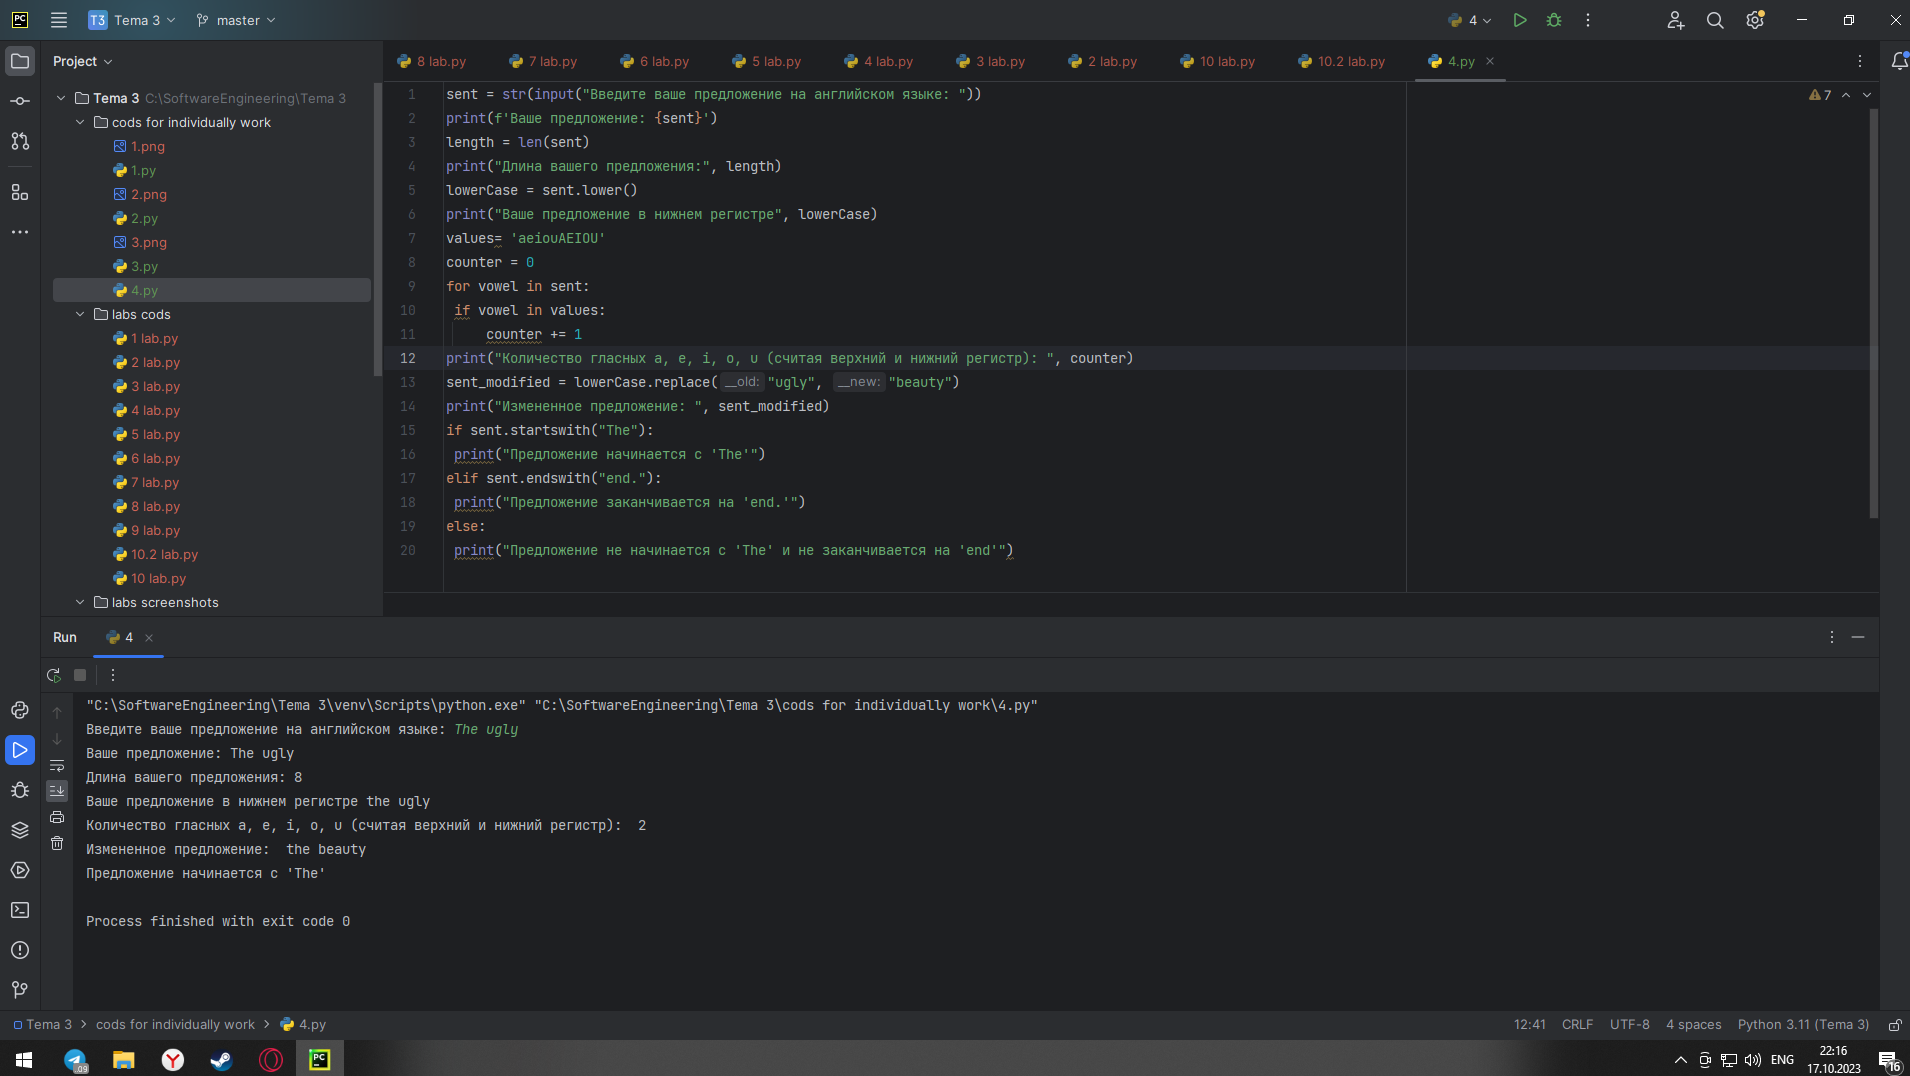 PC T3 Tema 3 master 4
Project
8 lab.py 7 lab.py 6 lab.py 5 lab.py 4 lab.py 3 lab.py 2 lab.py 10 lab.py 10.2 lab.py 4.py
Tema 3 C:\SoftwareEngineering\Tema 3
cods for individually work
1.png
1.py
2.png
2.py
3.png
3.py
4.py
labs cods
1 lab.py
2 lab.py
3 lab.py
4 lab.py
5 lab.py
6 lab.py
7 lab.py
8 lab.py
9 lab.py
10.2 lab.py
10 lab.py
labs screenshots
7
1 sent = str(input("Введите ваше предложение на английском языке: "))
2 print(f'Ваше предложение: {sent}')
3 length = len(sent)
4 print("Длина вашего предложения:", length)
5 lowerCase = sent.lower()
6 print("Ваше предложение в нижнем регистре", lowerCase)
7 values= 'aeiouAEIOU'
8 counter = 0
9 for vowel in sent:
10 if vowel in values:
11 counter += 1
12 print("Количество гласных a, e, i, o, u (считая верхний и нижний регистр): ", counter)
13 sent_modified = lowerCase.replace( __old: "ugly", __new: "beauty")
14 print("Измененное предложение: ", sent_modified)
15 if sent.startswith("The"):
16 print("Предложение начинается с 'The'")
17 elif sent.endswith("end."):
18 print("Предложение заканчивается на 'end.'")
19 else:
20 print("Предложение не начинается с 'The' и не заканчивается на 'end'")
Run 4
"C:\SoftwareEngineering\Tema 3\venv\Scripts\python.exe" "C:\SoftwareEngineering\Tema 3\cods for individually work\4.py"
Введите ваше предложение на английском языке: The ugly
Ваше предложение: The ugly
Длина вашего предложения: 8
Ваше предложение в нижнем регистре the ugly
Количество гласных a, e, i, o, u (считая верхний и нижний регистр):  2
Измененное предложение:  the beauty
Предложение начинается с 'The'
Process finished with exit code 0
Tema 3 > cods for individually work > 4.py 12:41 CRLF UTF-8 4 spaces Python 3.11 (Tema 3)
.09 PC ENG 22:16
17.10.2023 16